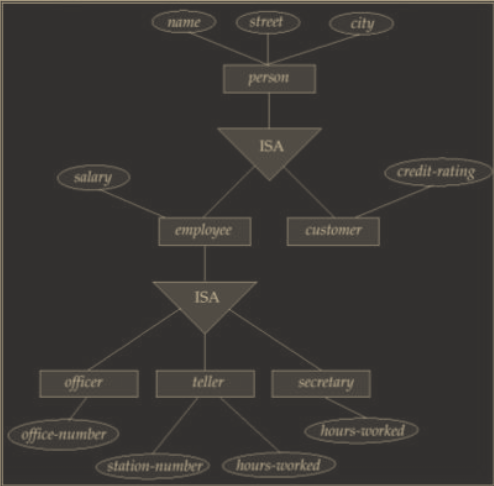 name street city
person
ISA
credit-rating
salary
employee customer
ISA
officer teller secretary
office-number hours-worked
station-number hours-worked